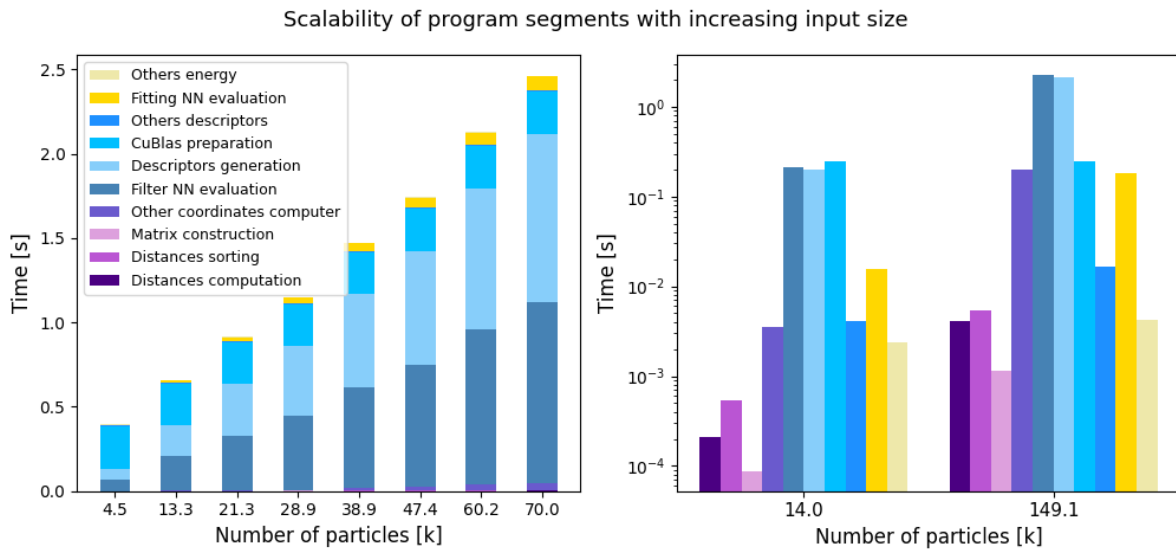 Scalability of program segments with increasing input size
Time [s]
2.5
2.0
1.5
1.0
0.5
0.0
Others energy
Fitting NN evaluation
Others descriptors
CuBlas preparation
Descriptors generation
Filter NN evaluation
Other coordinates computer
Matrix construction
Distances sorting
Distances computation
4.5 13.3 21.3 28.9 38.9 47.4 60.2 70.0
Number of particles [k]
Time [s]
10⁰
10⁻¹
10⁻²
10⁻³
10⁻⁴
14.0 149.1
Number of particles [k]